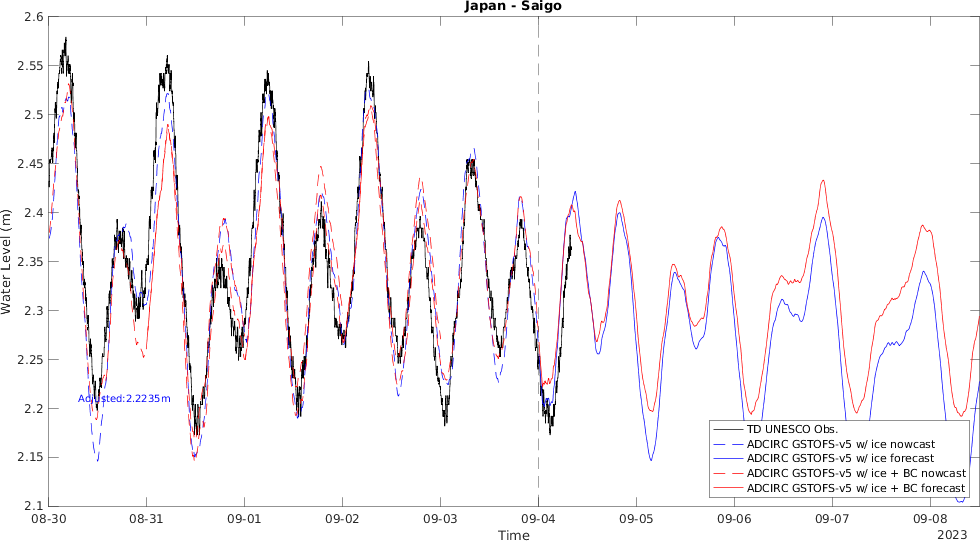 Japan - Saigo
Water Level (m)
2.6
2.55
2.5
2.45
2.4
2.35
2.3
2.25
2.2
2.15
2.1
Adjusted:2.2235m
TD UNESCO Obs.
ADCIRC GSTOFS-v5 w/ ice nowcast
ADCIRC GSTOFS-v5 w/ ice forecast
ADCIRC GSTOFS-v5 w/ ice + BC nowcast
ADCIRC GSTOFS-v5 w/ ice + BC forecast
08-30 08-31 09-01 09-02 09-03 09-04 09-05 09-06 09-07 09-08
Time
2023